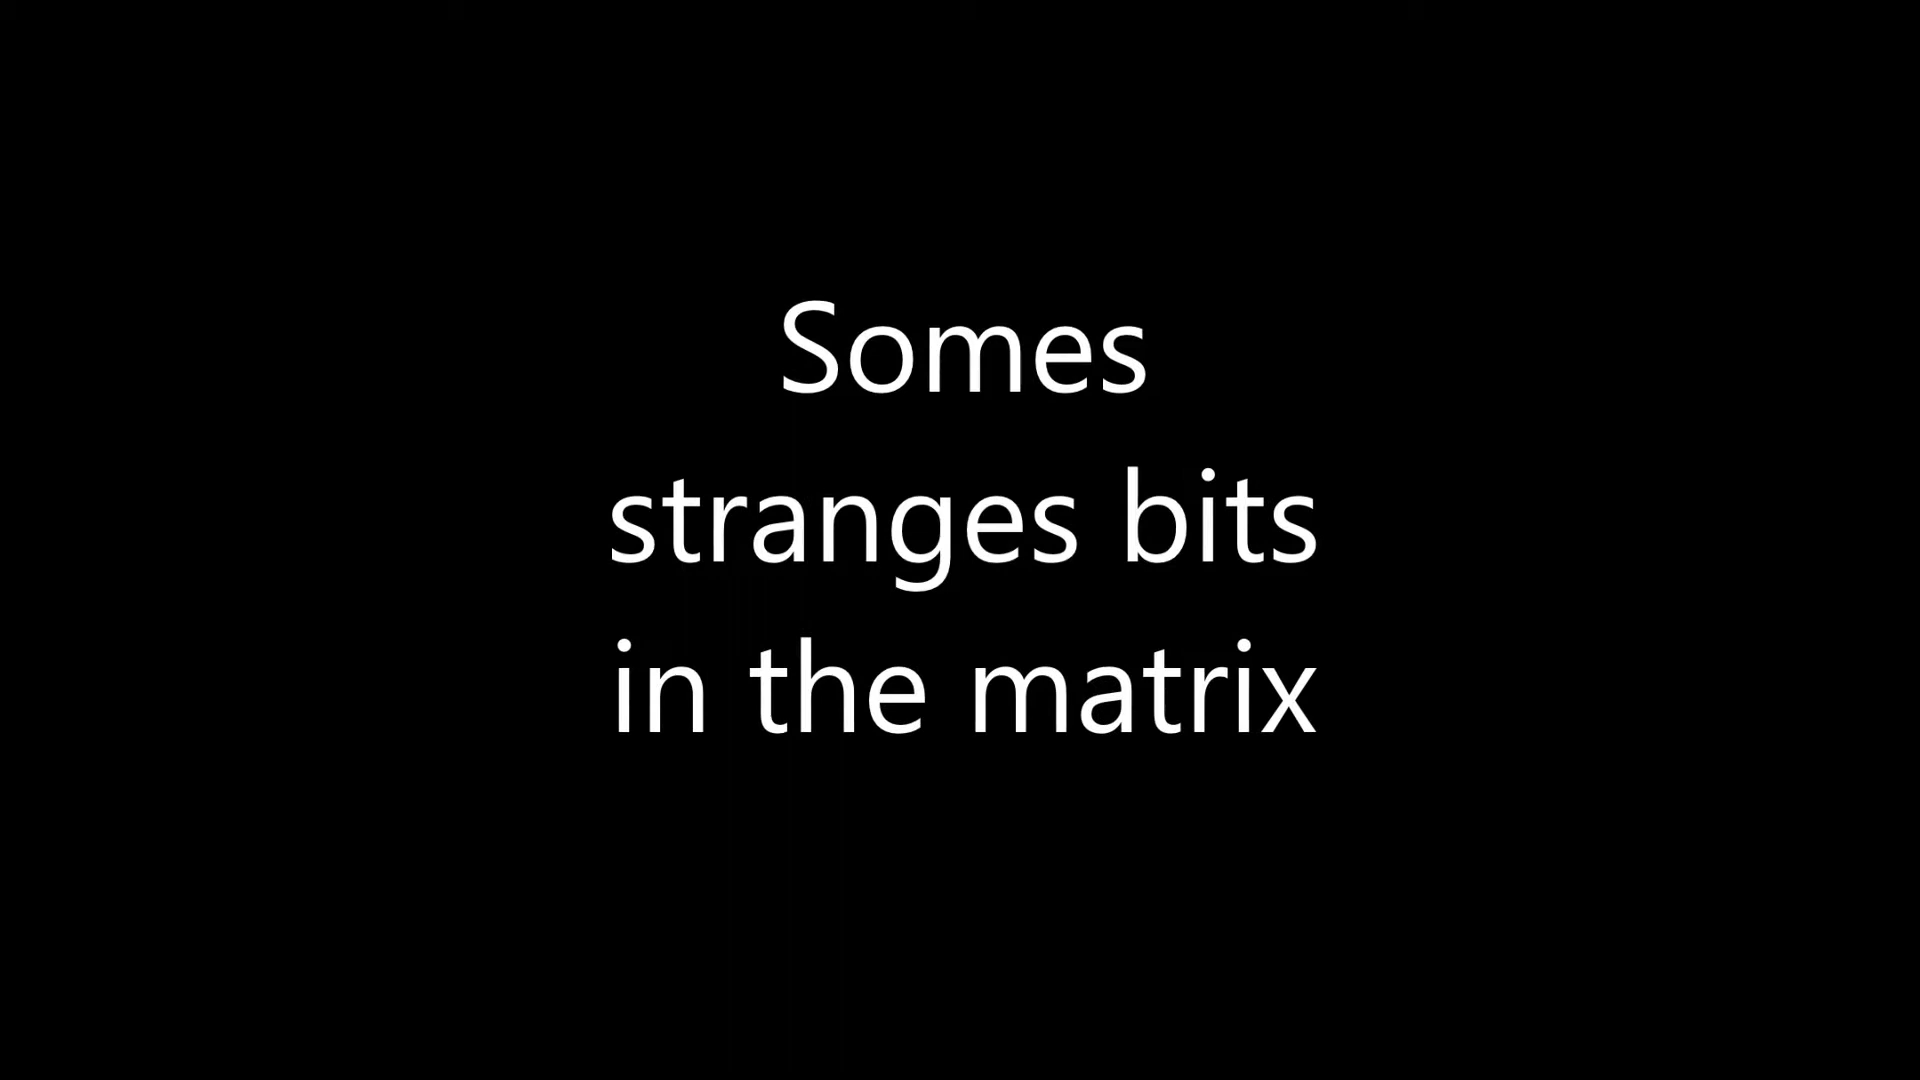 Somes
stranges bits
in the matrix